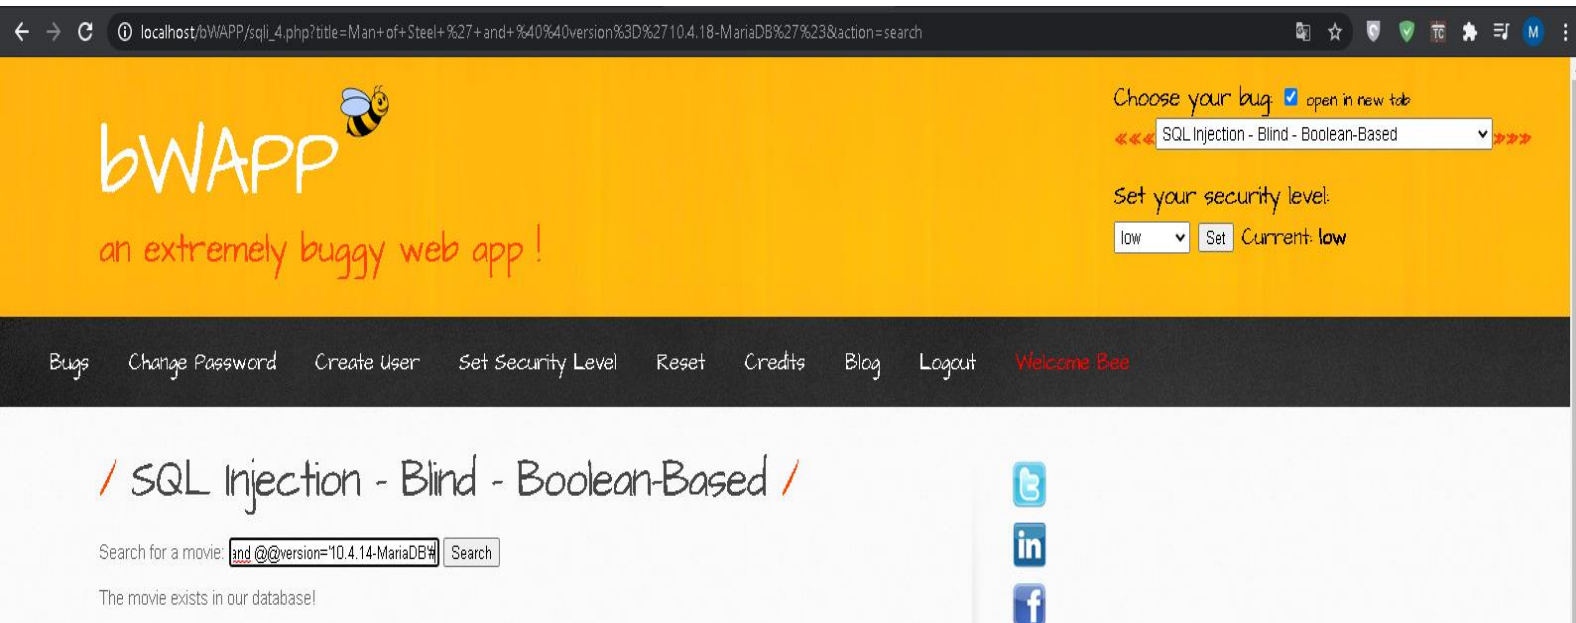 localhost/bWAPP/sqli_4.php?title=Man+of+Steel+%27+and+%40%40version%3D%2710.4.18-MariaDB%27%23&action=search
TC
M
bWAPP
an extremely buggy web app !
Choose your bug: open in new tab
<<< SQL Injection - Blind - Boolean-Based >>>
Set your security level:
low Set Current: low
Bugs Change Password Create User Set Security Level Reset Credits Blog Logout Welcome Bee
/ SQL Injection - Blind - Boolean-Based /
Search for a movie: and @@version='10.4.14-MariaDB'# Search
The movie exists in our database!
in
f